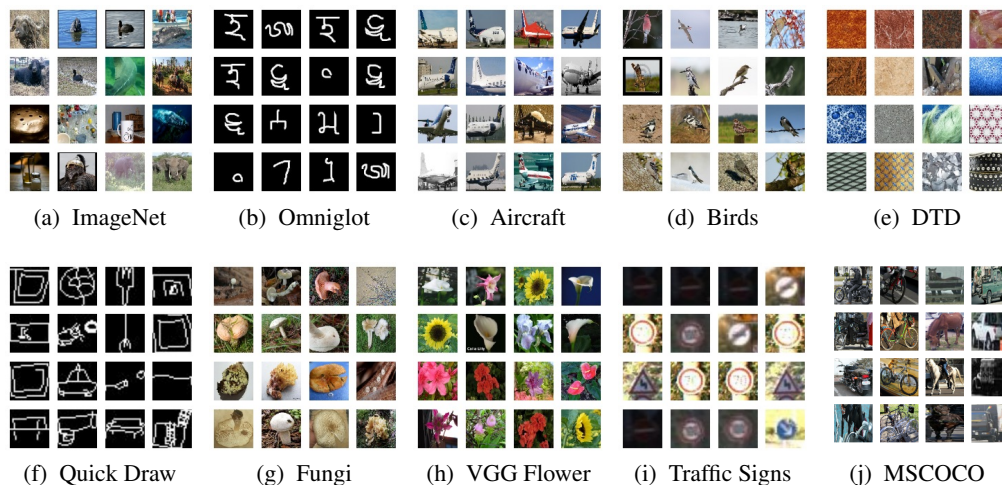 (a) ImageNet
(b) Omniglot
(c) Aircraft
(d) Birds
(e) DTD
(f) Quick Draw
(g) Fungi
(h) VGG Flower
(i) Traffic Signs
(j) MSCOCO